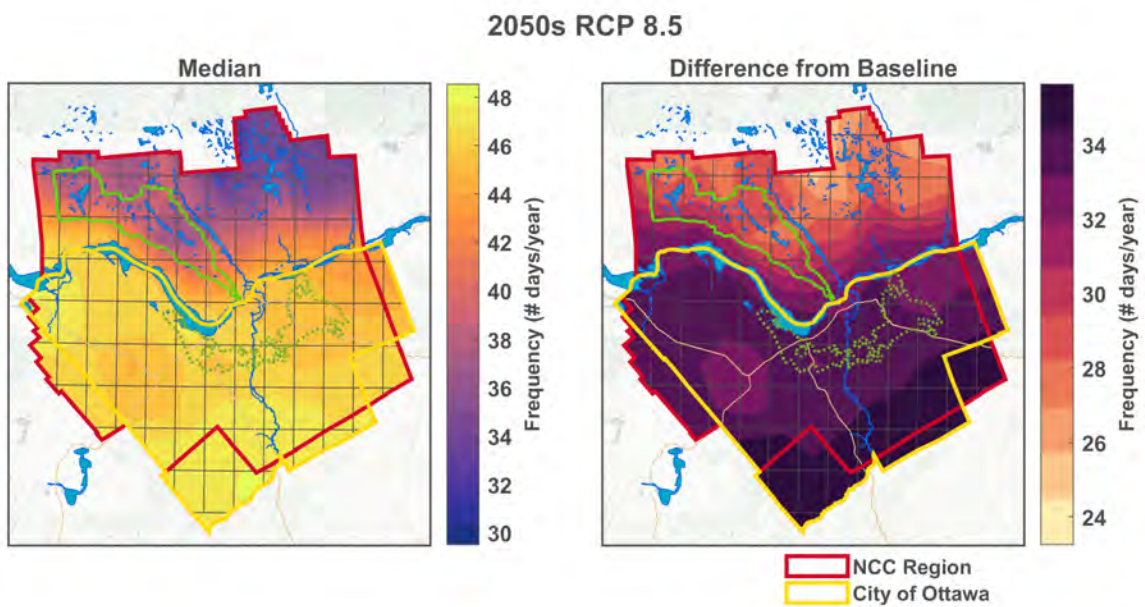 2050s RCP 8.5
Median
Difference from Baseline
48
46
44
42
40
38
36
34
32
30
Frequency (# days/year)
34
32
30
28
26
24
Frequency (# days/year)
NCC Region
City of Ottawa